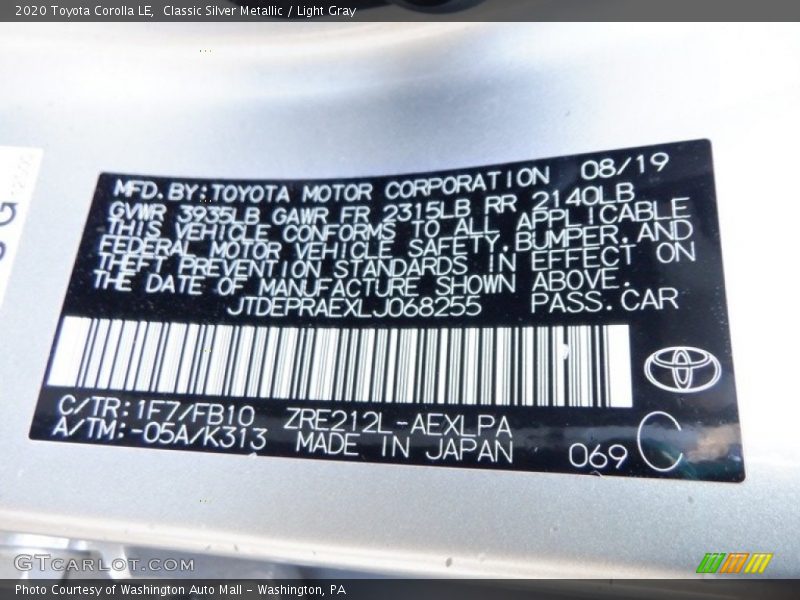 2020 Toyota Corolla LE,  Classic Silver Metallic / Light Gray
MFD. BY: TOYOTA MOTOR CORPORATION 08/19
GVWR 3935LB GAWR FR 2315LB RR 2140LB
THIS VEHICLE CONFORMS TO ALL APPLICABLE
FEDERAL MOTOR VEHICLE SAFETY, BUMPER, AND
THEFT PREVENTION STANDARDS IN EFFECT ON
THE DATE OF MANUFACTURE SHOWN ABOVE.
JTDEPRAEXLJ068255 PASS. CAR
C/TR: 1F7/FB10 ZRE212L-AEXLPA
A/TM: -05A/K313 MADE IN JAPAN 069 C
GTCARLOT.COM
Photo Courtesy of Washington Auto Mall - Washington, PA